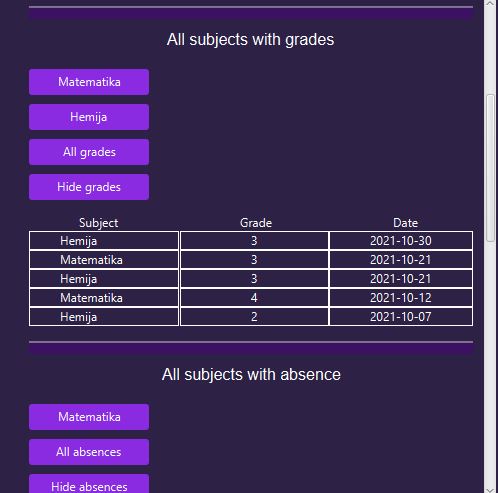 All subjects with grades
Matematika
Hemija
All grades
Hide grades
Subject Grade Date
Hemija 3 2021-10-30
Matematika 3 2021-10-21
Hemija 3 2021-10-21
Matematika 4 2021-10-12
Hemija 2 2021-10-07
All subjects with absence
Matematika
All absences
Hide absences